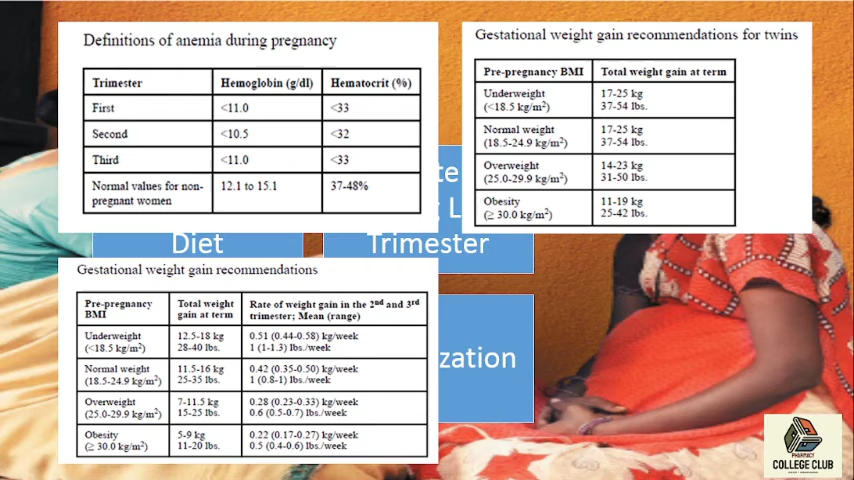 Definitions of anemia during pregnancy
Trimester Hemoglobin (g/dl) Hematocrit (%)
First <11.0 <33
Second <10.5 <32
Third <11.0 <33
Normal values for non- 12.1 to 15.1 37-48%
pregnant women
Gestational weight gain recommendations for twins
Pre-pregnancy BMI Total weight gain at term
Underweight 17-25 kg
(<18.5 kg/m²) 37-54 lbs.
Normal weight 17-25 kg
(18.5-24.9 kg/m²) 37-54 lbs.
Overweight 14-23 kg
(25.0-29.9 kg/m²) 31-50 lbs.
Obesity 11-19 kg
(≥ 30.0 kg/m²) 25-42 lbs.
Diet
Trimester
Gestational weight gain recommendations
Pre-pregnancy Total weight Rate of weight gain in the 2nd and 3rd
BMI gain at term trimester; Mean (range)
Underweight 12.5-18 kg 0.51 (0.44-0.58) kg/week
(<18.5 kg/m²) 28-40 lbs. 1 (1-1.3) lbs./week
Normal weight 11.5-16 kg 0.42 (0.35-0.50) kg/week
(18.5-24.9 kg/m²) 25-35 lbs. 1 (0.8-1) lbs./week
Overweight 7-11.5 kg 0.28 (0.23-0.33) kg/week
(25.0-29.9 kg/m²) 15-25 lbs. 0.6 (0.5-0.7) lbs./week
Obesity 5-9 kg 0.22 (0.17-0.27) kg/week
(≥ 30.0 kg/m²) 11-20 lbs. 0.5 (0.4-0.6) lbs./week
zation
PHARMACY
COLLEGE CLUB